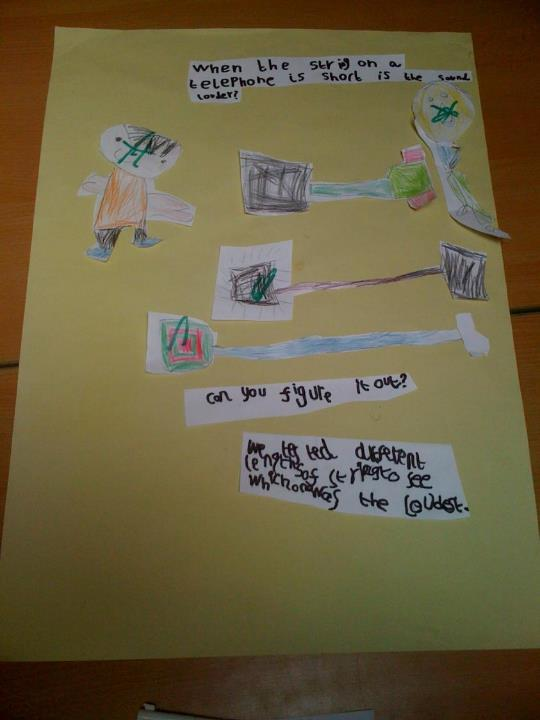 When the strig on a
telephone is short is the sound
louder?
can you figure it out?
We tested different
lengths of string to see
which one was
the loudest.